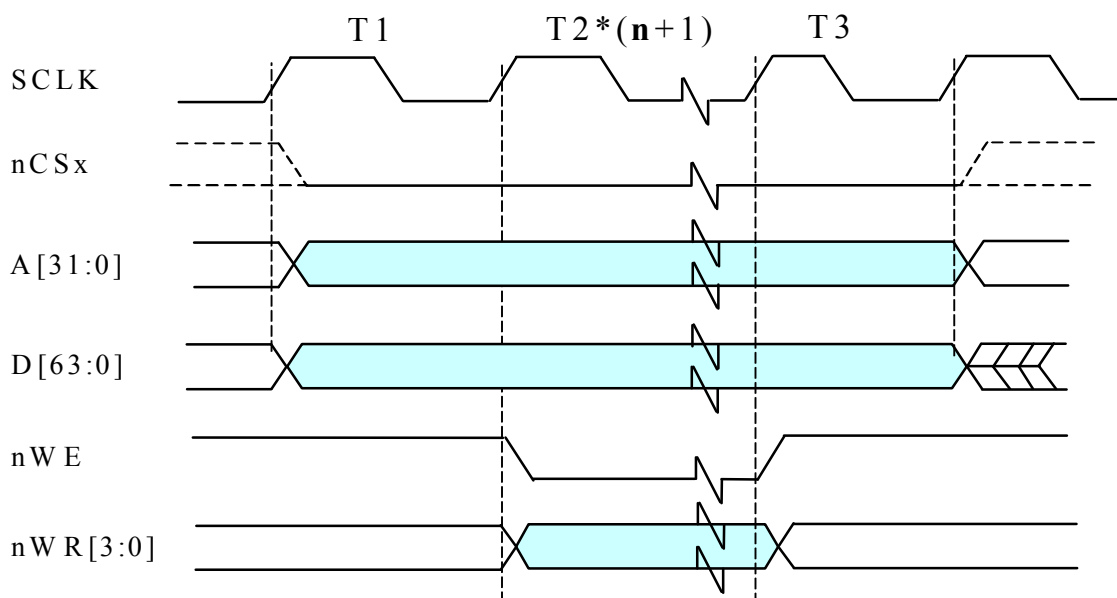 T1 T2*(n+1) T3
SCLK
nCSx
A[31:0]
D[63:0]
nWE
nWR[3:0]